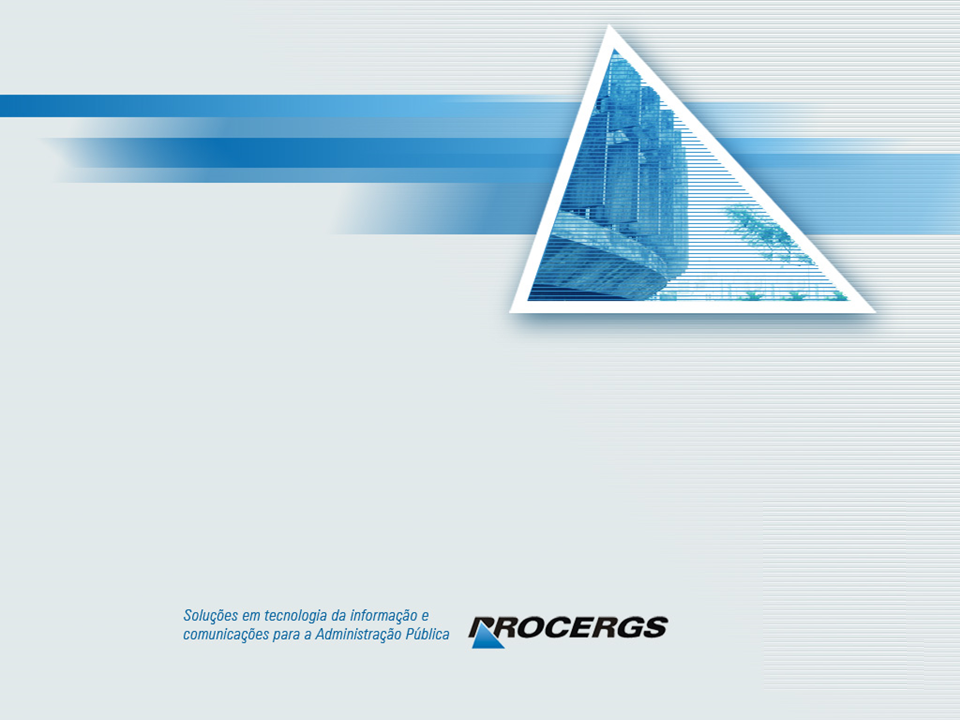 Soluções em tecnologia da informação e
comunicações para a Administração Pública
PROCERGS